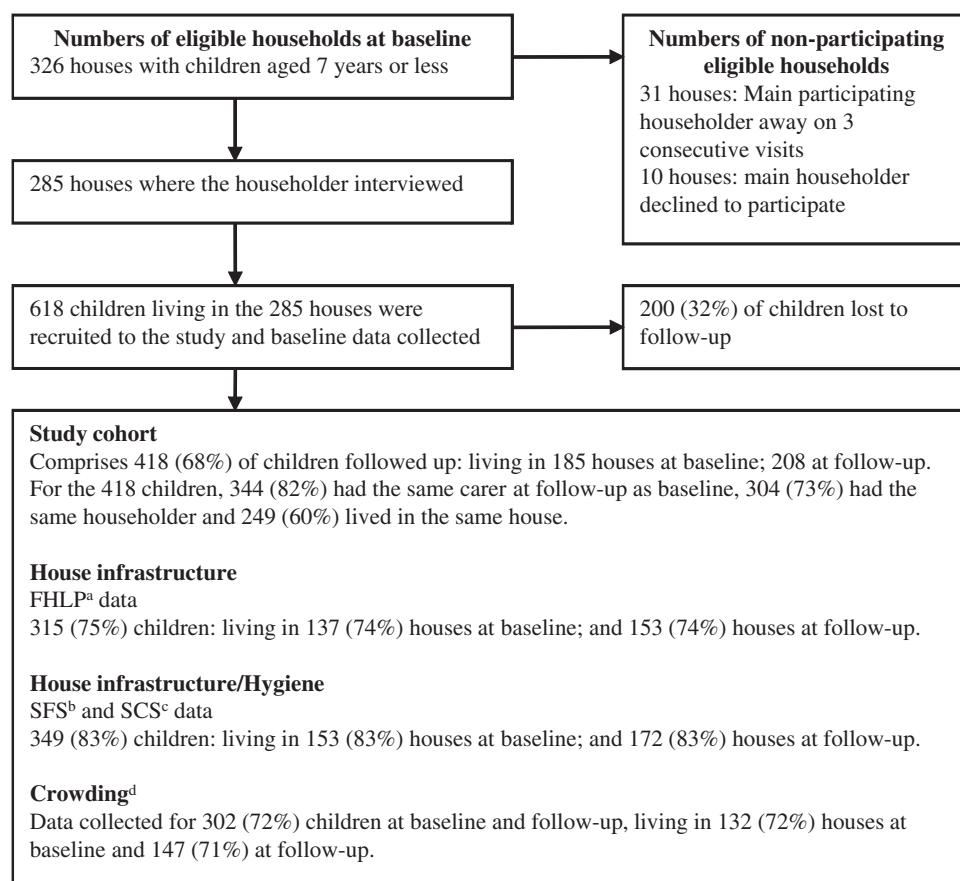 Numbers of eligible households at baseline
326 houses with children aged 7 years or less
Numbers of non-participating
eligible households
31 houses: Main participating
householder away on 3
consecutive visits
10 houses: main householder
declined to participate
285 houses where the householder interviewed
618 children living in the 285 houses were
recruited to the study and baseline data collected
200 (32%) of children lost to
follow-up
Study cohort
Comprises 418 (68%) of children followed up: living in 185 houses at baseline; 208 at follow-up.
For the 418 children, 344 (82%) had the same carer at follow-up as baseline, 304 (73%) had the
same householder and 249 (60%) lived in the same house.
House infrastructure
FHLPᵃ data
315 (75%) children: living in 137 (74%) houses at baseline; and 153 (74%) houses at follow-up.
House infrastructure/Hygiene
SFSᵇ and SCSᶜ data
349 (83%) children: living in 153 (83%) houses at baseline; and 172 (83%) houses at follow-up.
Crowdingᵈ
Data collected for 302 (72%) children at baseline and follow-up, living in 132 (72%) houses at
baseline and 147 (71%) at follow-up.